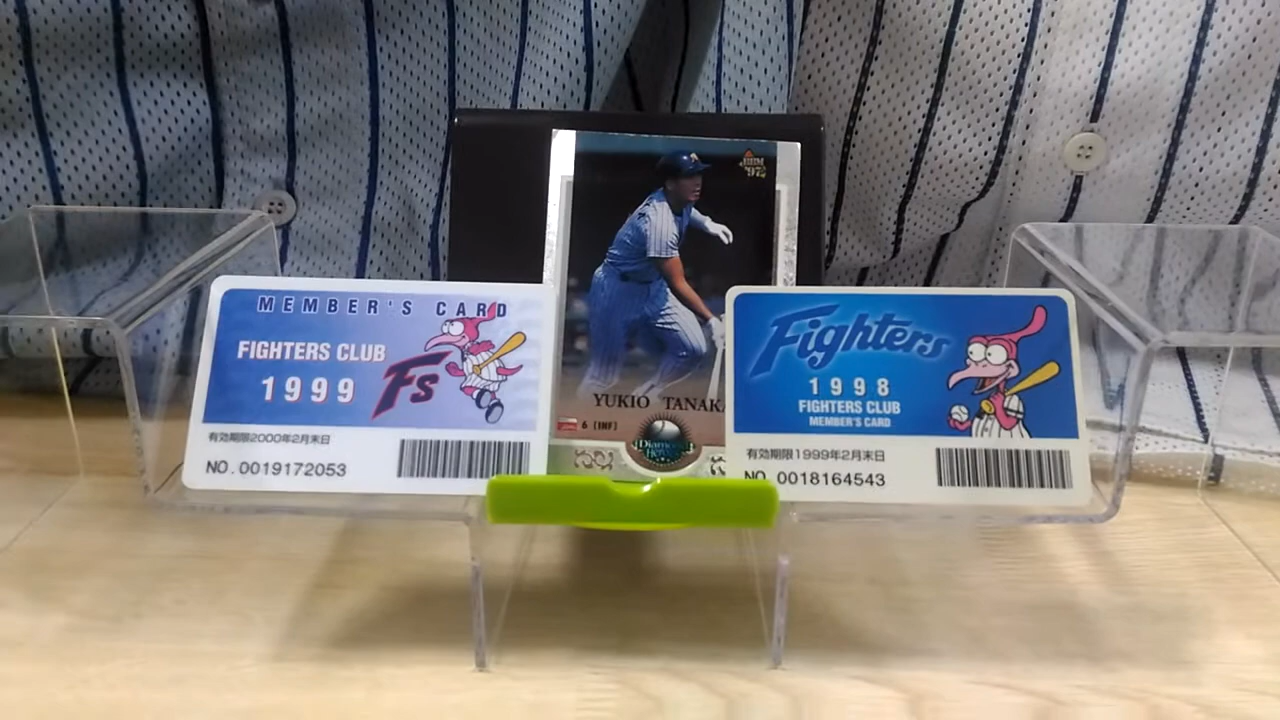 MEMBER'S CARD
FIGHTERS CLUB
1999
Fs
有効期限2000年2月末日
NO.0019172053
BBM
'97
YUKIO TANAKA
6 [INF]
Diamond
Heroes
Fighters
1998
FIGHTERS CLUB
MEMBER'S CARD
有効期限1999年2月末日
NO.0018164543